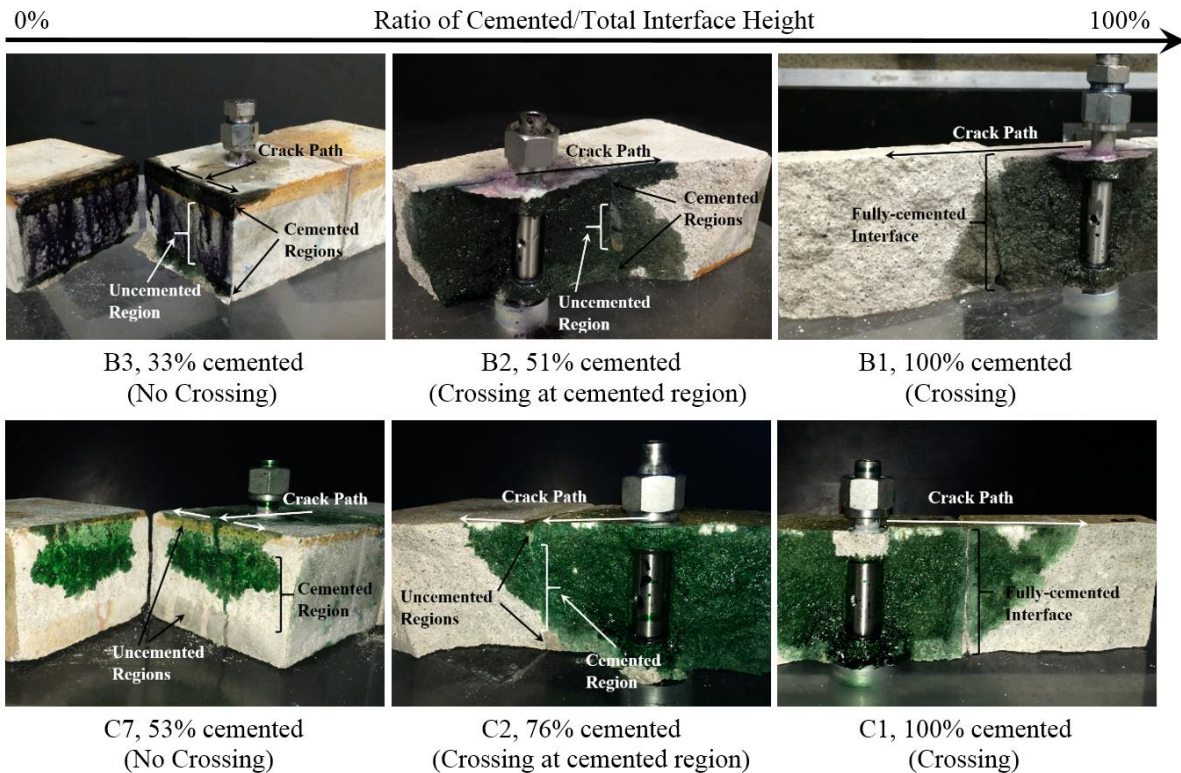 0%
Ratio of Cemented/Total Interface Height
100%
Crack Path
Cemented
Regions
Uncemented
Region
B3, 33% cemented
(No Crossing)
Crack Path
Cemented
Regions
Uncemented
Region
B2, 51% cemented
(Crossing at cemented region)
Crack Path
Fully-cemented
Interface
B1, 100% cemented
(Crossing)
Crack Path
Cemented
Region
Uncemented
Regions
C7, 53% cemented
(No Crossing)
Crack Path
Uncemented
Regions
Cemented
Region
C2, 76% cemented
(Crossing at cemented region)
Crack Path
Fully-cemented
Interface
C1, 100% cemented
(Crossing)